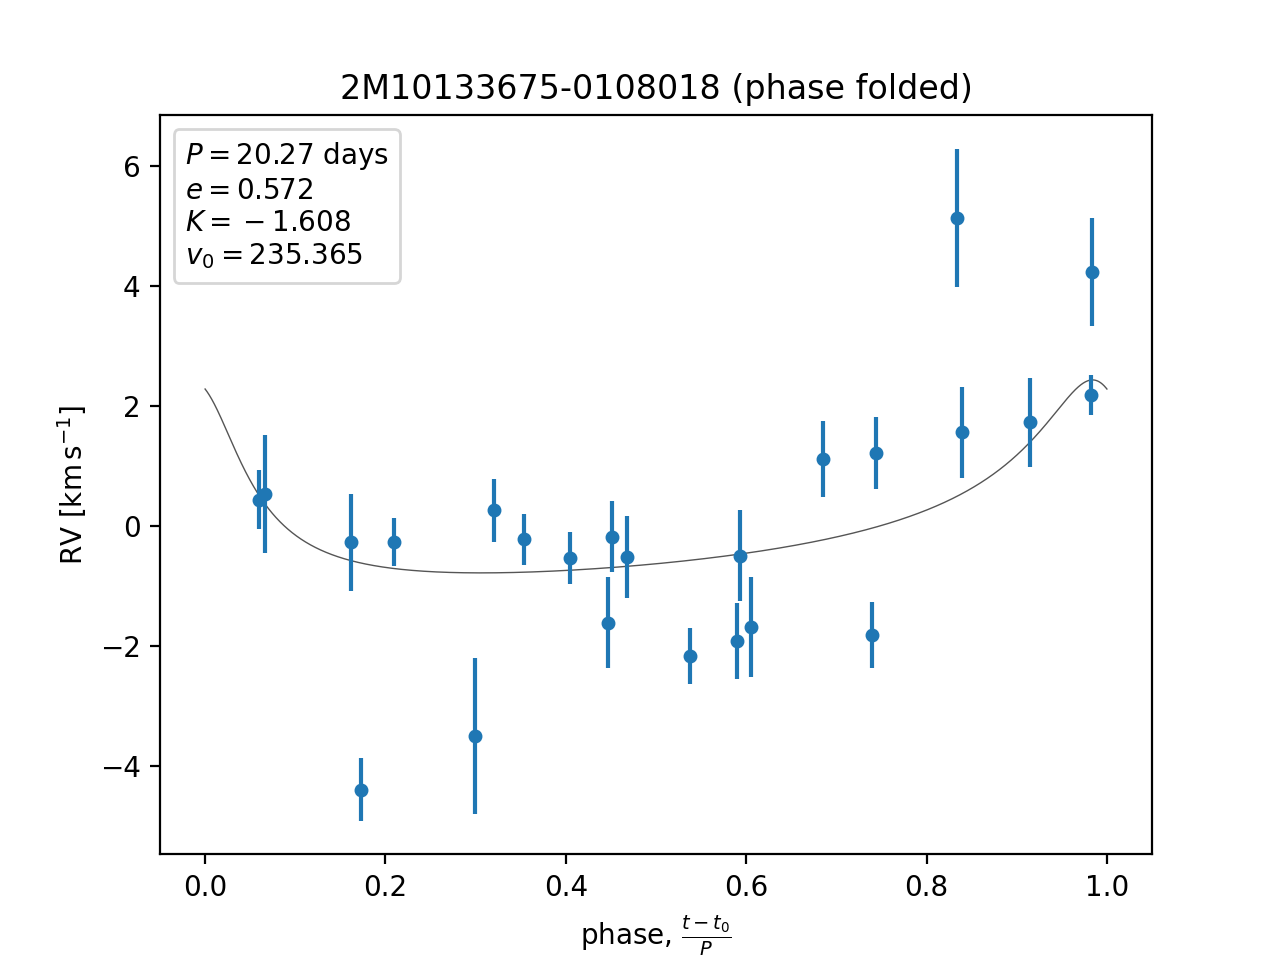 2M10133675-0108018 (phase folded)
P = 20.27 days
e = 0.572
K = −1.608
v₀ = 235.365
6
4
2
0
−2
−4
RV [km s⁻¹]
0.0 0.2 0.4 0.6 0.8 1.0
phase, (t − t₀)/P